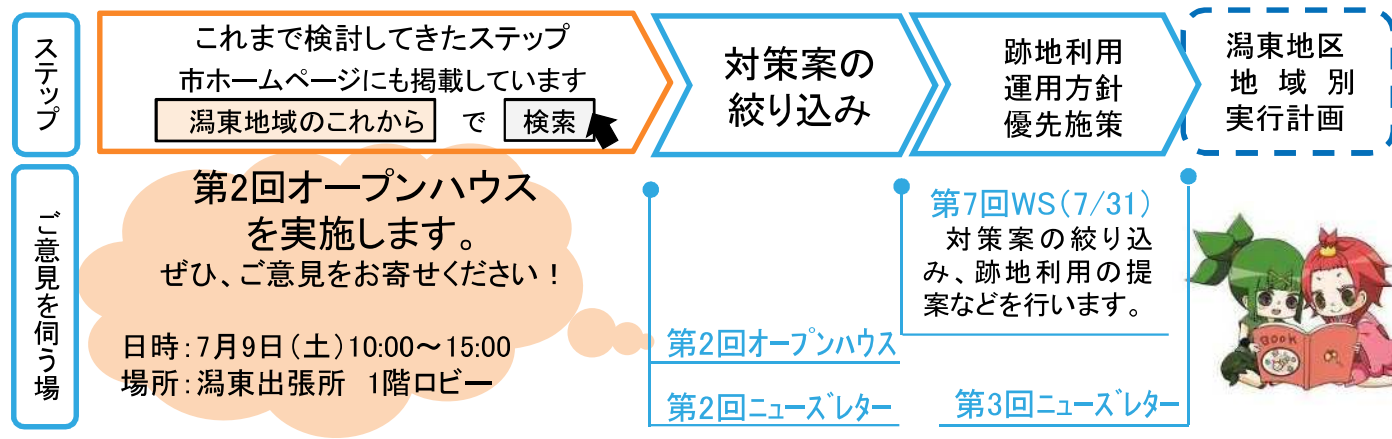 ステップ
これまで検討してきたステップ
市ホームページにも掲載しています
潟東地域のこれから で 検索
対策案の
絞り込み
跡地利用
運用方針
優先施策
潟東地区
地域別
実行計画
ご意見を伺う場
第2回オープンハウス
を実施します。
ぜひ、ご意見をお寄せください！
日時：7月9日（土）10:00～15:00
場所：潟東出張所 1階ロビー
第2回オープンハウス
第2回ニューズレター
第7回WS(7/31)
対策案の絞り込
み、跡地利用の提
案などを行います。
第3回ニューズレター
BOOK